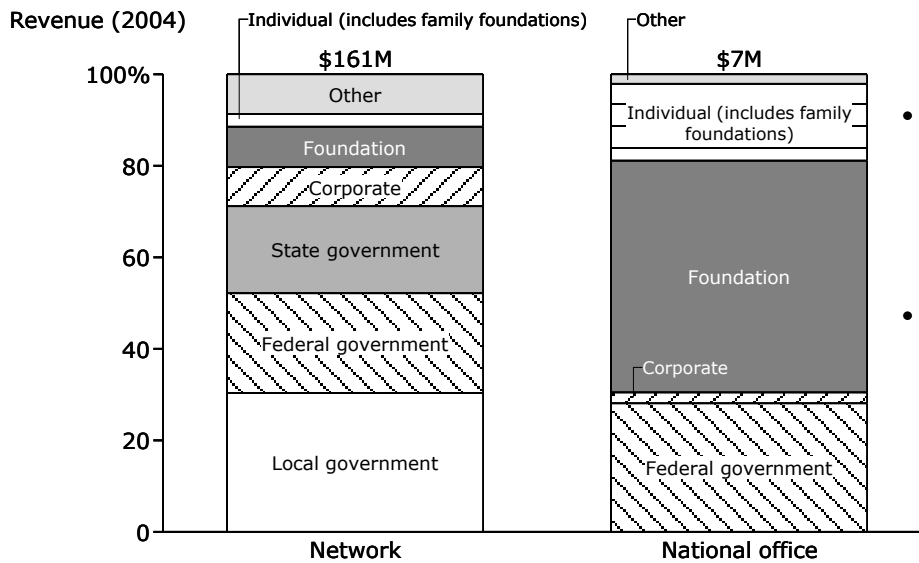 Revenue (2004)
Individual (includes family foundations)
Other
$161M
$7M
100%
80
60
40
20
0
Other
Foundation
Corporate
State government
Federal government
Local government
Individual (includes family
foundations)
Foundation
Corporate
Federal government
Network
National office
•
•